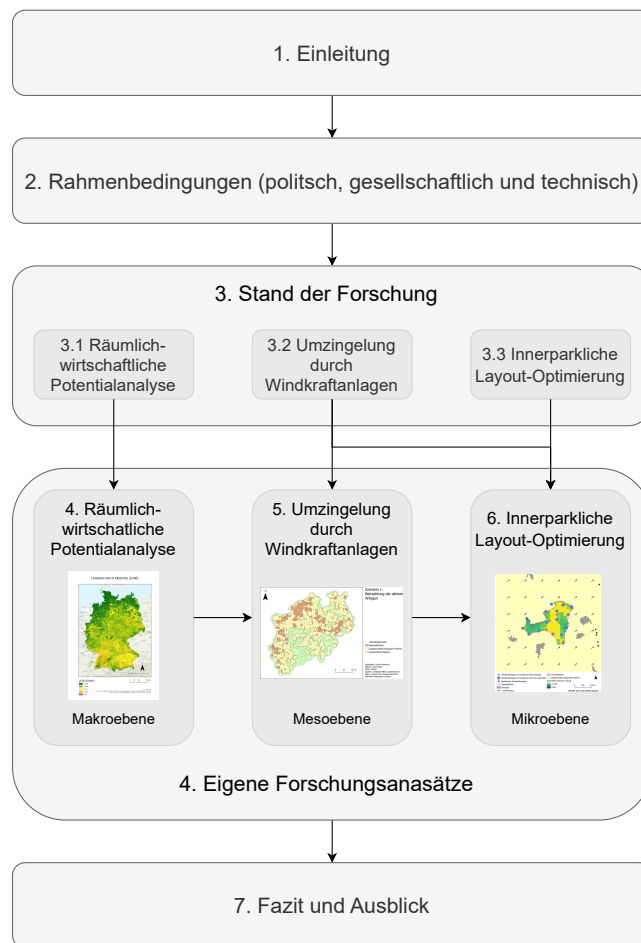 1. Einleitung
2. Rahmenbedingungen (politsch, gesellschaftlich und technisch)
3. Stand der Forschung
3.1 Räumlich-
wirtschaftliche
Potentialanalyse
3.2 Umzingelung
durch
Windkraftanlagen
3.3 Innerparkliche
Layout-Optimierung
4. Räumlich-
wirtschatliche
Potentialanalyse
Makroebene
5. Umzingelung
durch
Windkraftanlagen
Szenario 1:
Mesoebene
6. Innerparkliche
Layout-Optimierung
Mikroebene
4. Eigene Forschungsanasätze
7. Fazit und Ausblick